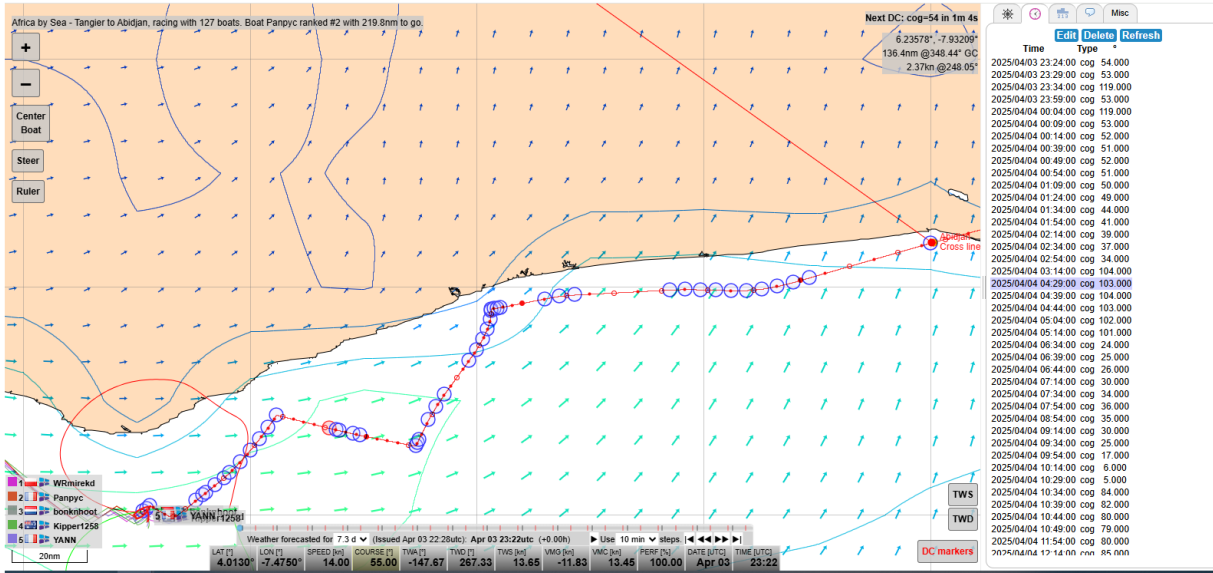 Africa by Sea - Tangier to Abidjan, racing with 127 boats. Boat Panpyc ranked #2 with 219.8nm to go.
Next DC: cog=54 in 1m 4s
6.23578°, -7.93209°
136.4nm @348.44° GC
2.37kn @248.05°
+
−
Center
Boat
Steer
Ruler
Abidjan
Cross line
1 WRmirekd
2 Panpyc
3 hoeknhoot
4 Kipper1258
5 YANN
20nm
YANN
TWS
TWD
DC markers
Weather forecasted for 7.3 d (Issued Apr 03 22:28utc): Apr 03 23:22utc (+0.00h) Use 10 min steps.
LAT [°] LON [°] SPEED [kn] COURSE [°] TWA [°] TWD [°] TWS [kn] VMG [kn] VMC [kn] PERF [%] DATE [UTC] TIME [UTC]
4.0130° -7.4750° 14.00 55.00 -147.67 267.33 13.65 -11.83 13.45 100.00 Apr 03 23:22
Misc
Edit Delete Refresh
Time Type °
2025/04/03 23:24:00 cog 54.000
2025/04/03 23:29:00 cog 53.000
2025/04/03 23:34:00 cog 119.000
2025/04/03 23:59:00 cog 53.000
2025/04/04 00:04:00 cog 119.000
2025/04/04 00:09:00 cog 53.000
2025/04/04 00:14:00 cog 52.000
2025/04/04 00:39:00 cog 51.000
2025/04/04 00:49:00 cog 52.000
2025/04/04 00:54:00 cog 51.000
2025/04/04 01:09:00 cog 50.000
2025/04/04 01:24:00 cog 49.000
2025/04/04 01:34:00 cog 44.000
2025/04/04 01:54:00 cog 41.000
2025/04/04 02:14:00 cog 39.000
2025/04/04 02:34:00 cog 37.000
2025/04/04 02:54:00 cog 34.000
2025/04/04 03:14:00 cog 104.000
2025/04/04 04:29:00 cog 103.000
2025/04/04 04:39:00 cog 104.000
2025/04/04 04:44:00 cog 103.000
2025/04/04 05:04:00 cog 102.000
2025/04/04 05:14:00 cog 101.000
2025/04/04 06:34:00 cog 24.000
2025/04/04 06:39:00 cog 25.000
2025/04/04 06:44:00 cog 26.000
2025/04/04 07:14:00 cog 30.000
2025/04/04 07:34:00 cog 34.000
2025/04/04 07:54:00 cog 36.000
2025/04/04 08:54:00 cog 35.000
2025/04/04 09:14:00 cog 30.000
2025/04/04 09:34:00 cog 25.000
2025/04/04 09:54:00 cog 17.000
2025/04/04 10:14:00 cog 6.000
2025/04/04 10:29:00 cog 5.000
2025/04/04 10:34:00 cog 84.000
2025/04/04 10:39:00 cog 82.000
2025/04/04 10:44:00 cog 80.000
2025/04/04 10:49:00 cog 79.000
2025/04/04 11:54:00 cog 80.000
2025/04/04 12:14:00 cog 85.000